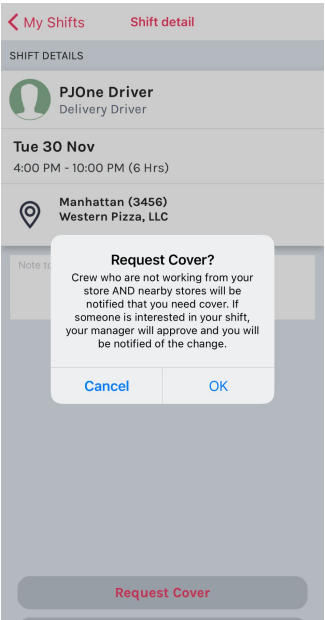 My Shifts Shift detail
SHIFT DETAILS
PJOne Driver
Delivery Driver
Tue 30 Nov
4:00 PM - 10:00 PM (6 Hrs)
Manhattan (3456)
Western Pizza, LLC
Note to
Request Cover?
Crew who are not working from your
store AND nearby stores will be
notified that you need cover. If
someone is interested in your shift,
your manager will approve and you will
be notified of the change.
Cancel OK
Request Cover